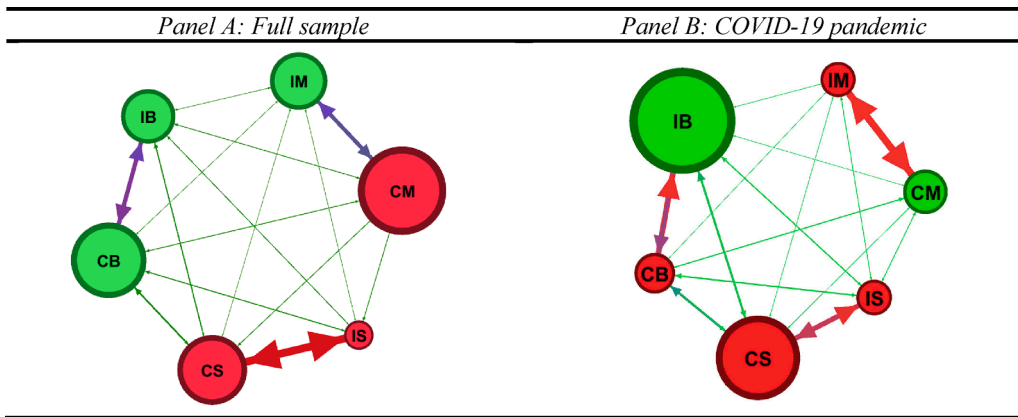 Panel A: Full sample
Panel B: COVID-19 pandemic
IM
IB
CM
CB
IS
CS
IM
IB
CM
CB
IS
CS